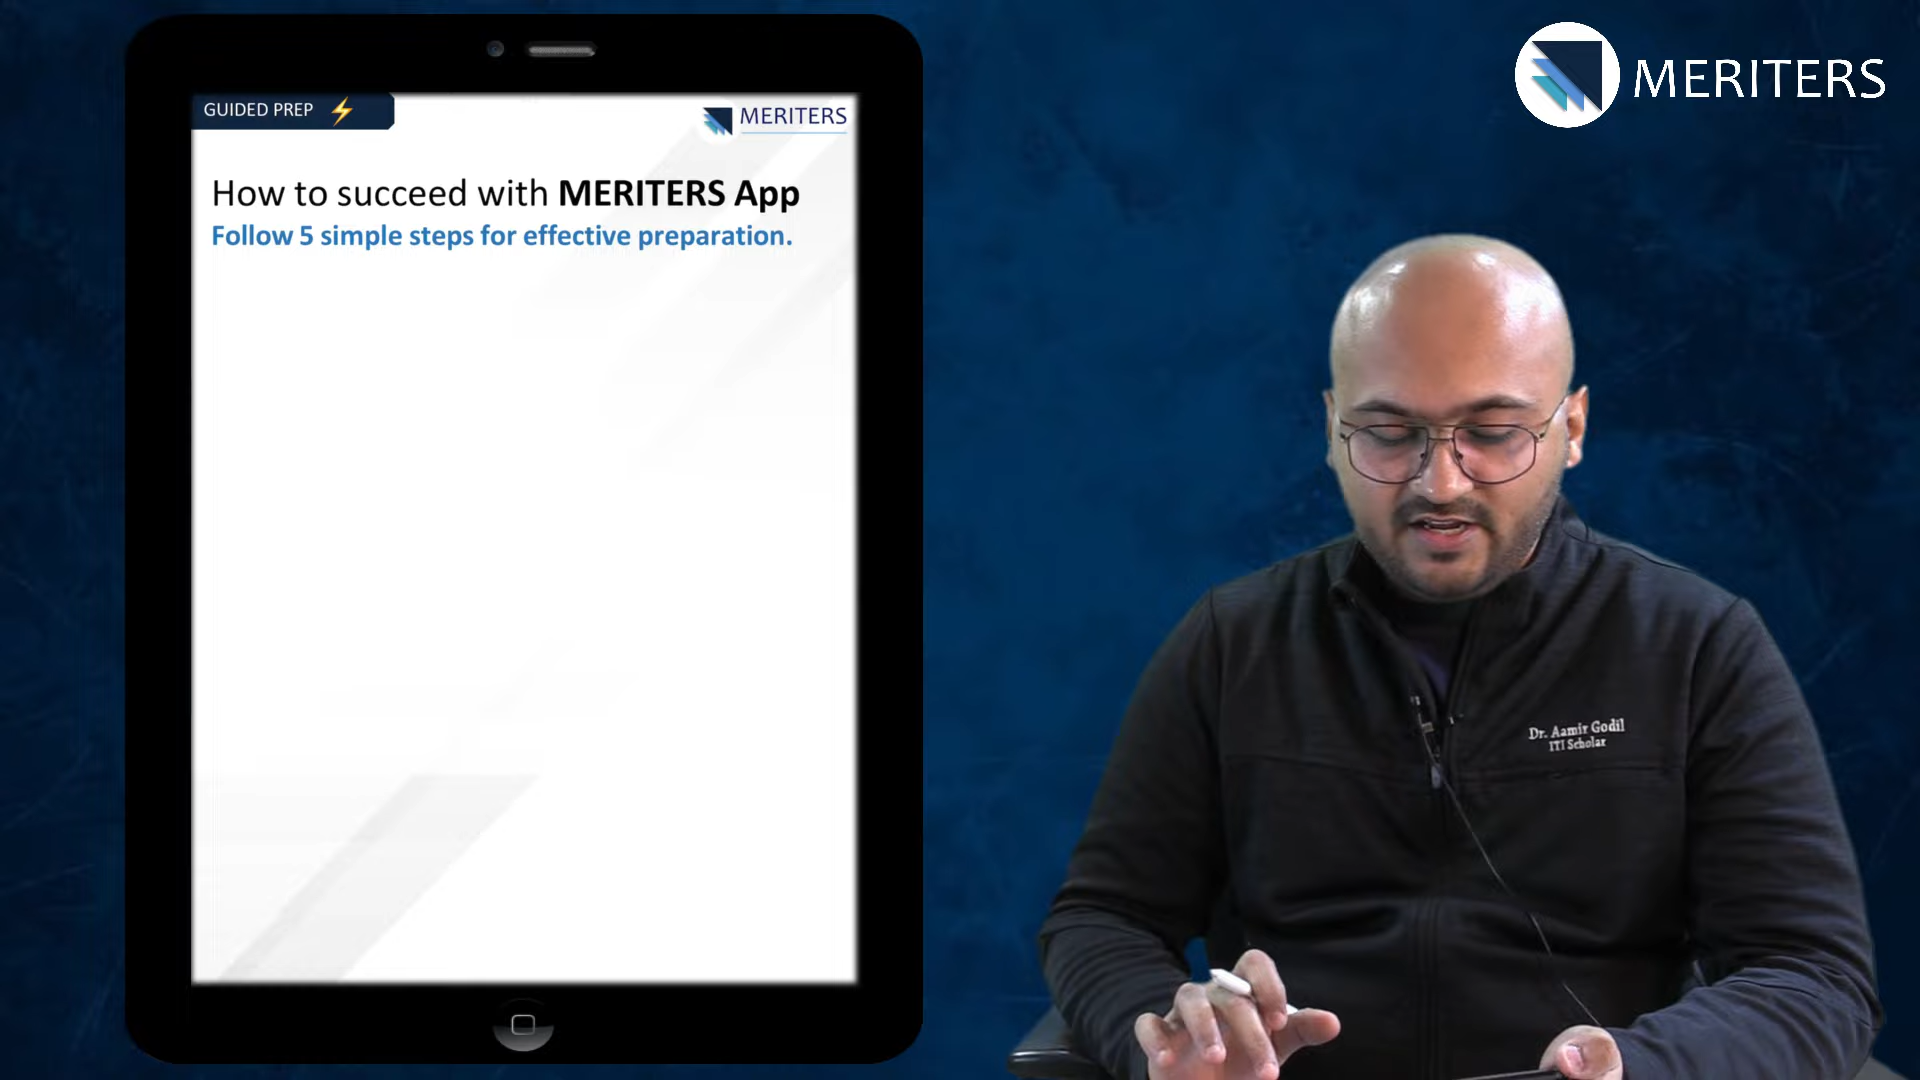 GUIDED PREP
MERITERS
How to succeed with MERITERS App
Follow 5 simple steps for effective preparation.
MERITERS
Dr. Aamir Godil
ITI Scholar